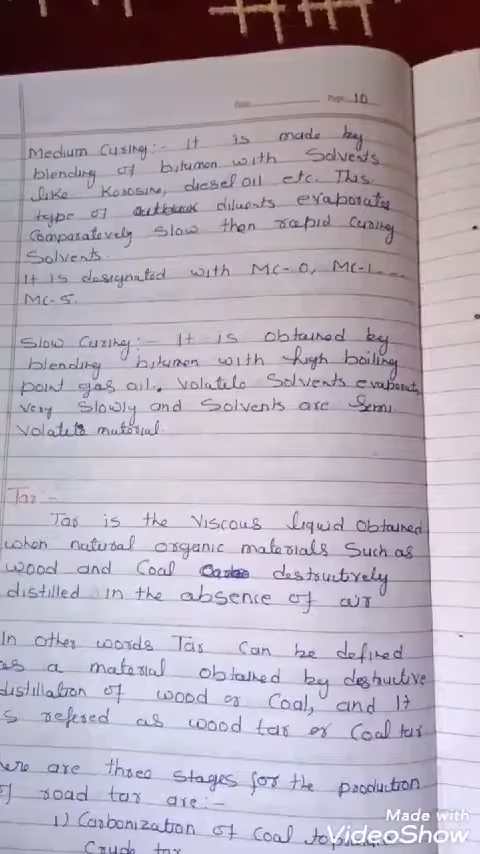 Date Page 10
Medium Curing:- It is made by
blending of bitumen with Solvents
like Kerosine, diesel oil etc. This
type of cutback diluents evaporates
Comparatevely slow then rapid curing
Solvents.
It is designated with MC-0, MC-1----
MC-5.
Slow Curing:- It is obtained by
blending bitumen with high boiling
point gas oil. Volatile Solvents evaporate
very slowly and Solvents are Semi
volatile material.
Tar -
Tar is the Viscous liquid obtained
when natural organic materials Such as
wood and Coal destructively
distilled in the absence of air
In other words Tar Can be defined
as a material obtained by destructive
distillation of wood or Coal, and It
is refered as wood tar or Coal tar
here are three stages for the production
of road tar are:-
1) Carbonization of Coal to
Crude tar
Made with
VideoShow